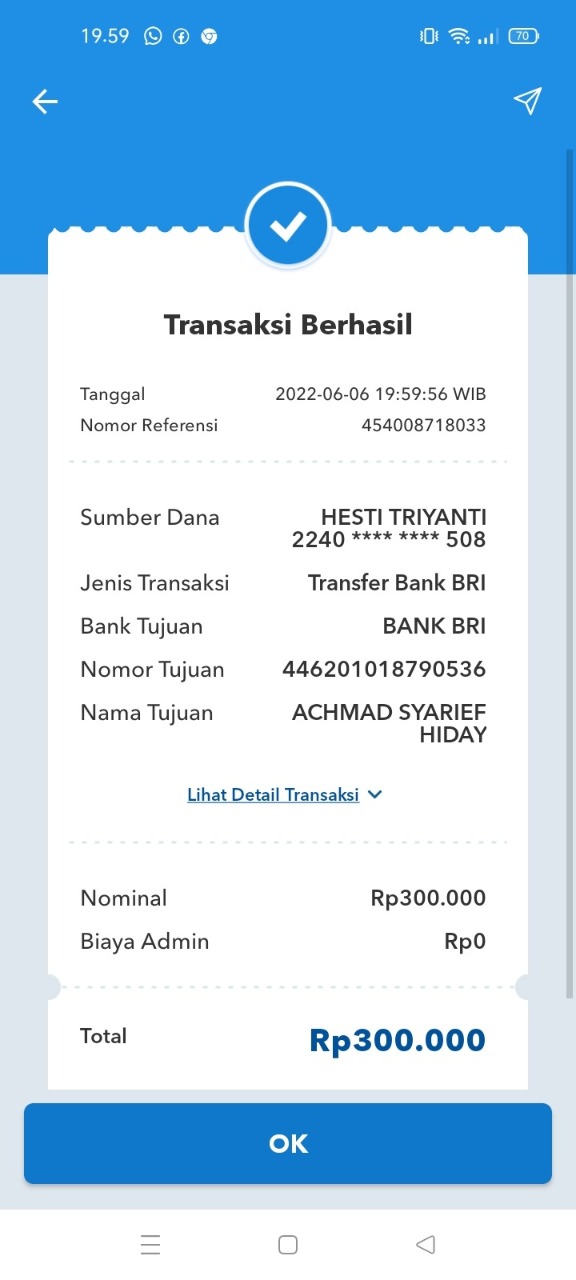 19.59
70
Transaksi Berhasil
Tanggal 2022-06-06 19:59:56 WIB
Nomor Referensi 454008718033
Sumber Dana HESTI TRIYANTI
2240 **** **** 508
Jenis Transaksi Transfer Bank BRI
Bank Tujuan BANK BRI
Nomor Tujuan 446201018790536
Nama Tujuan ACHMAD SYARIEF
HIDAY
Lihat Detail Transaksi
Nominal Rp300.000
Biaya Admin Rp0
Total Rp300.000
OK